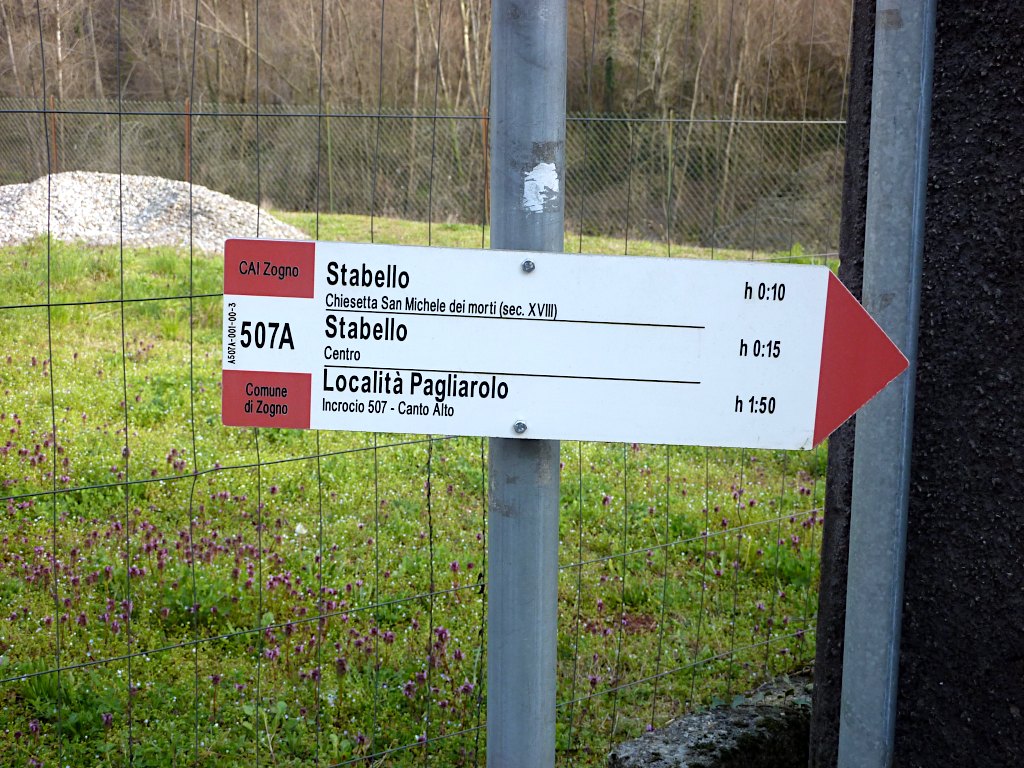 CAI Zogno
A507A-001-00-3
507A
Comune
di Zogno
Stabello
h 0:10
Chiesetta San Michele dei morti (sec. XVIII)
Stabello
h 0:15
Centro
Località Pagliarolo
h 1:50
Incrocio 507 - Canto Alto